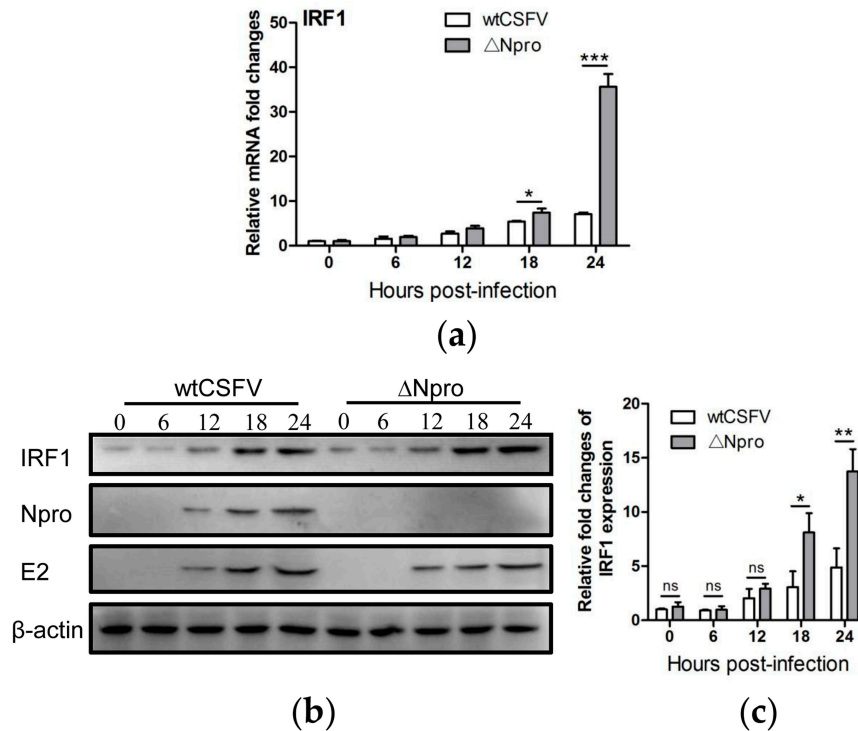 IRF1
wtCSFV
△Npro
Relative mRNA fold changes
50
40
30
20
10
0
*
***
0 6 12 18 24
Hours post-infection
(a)
wtCSFV ΔNpro
0 6 12 18 24 0 6 12 18 24
IRF1
Npro
E2
β-actin
(b)
Relative fold changes of
IRF1 expression
20
15
10
5
0
wtCSFV
△Npro
ns ns ns * **
0 6 12 18 24
Hours post-infection
(c)